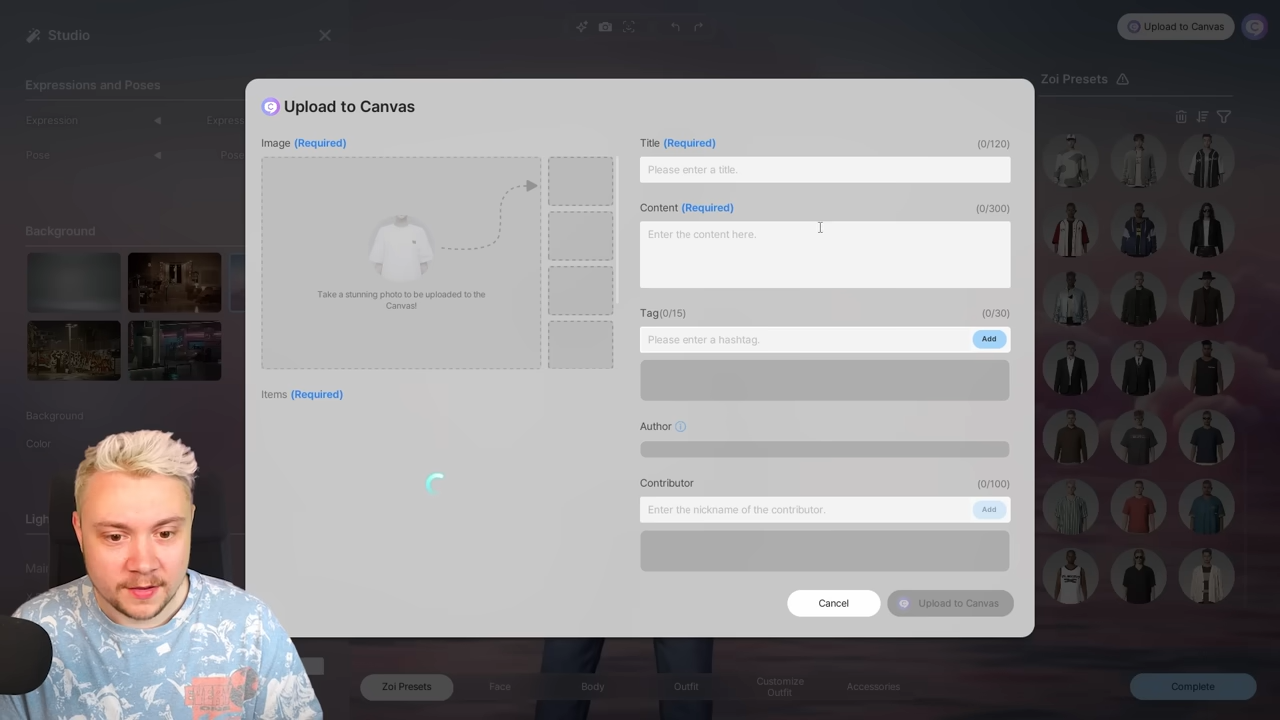 Studio
Upload to Canvas
Expressions and Poses
Expression
Express
Pose
Pose
Background
Background
Color
Ligh
Main
Upload to Canvas
Image (Required)
Take a stunning photo to be uploaded to the
Canvas!
Items (Required)
Title (Required)
(0/120)
Please enter a title.
Content (Required)
(0/300)
Enter the content here.
Tag(0/15)
(0/30)
Please enter a hashtag.
Add
Author
Contributor
(0/100)
Enter the nickname of the contributor.
Add
Cancel
Upload to Canvas
Zoi Presets
Zoi Presets
Face
Body
Outfit
Customize
Outfit
Accessories
Complete